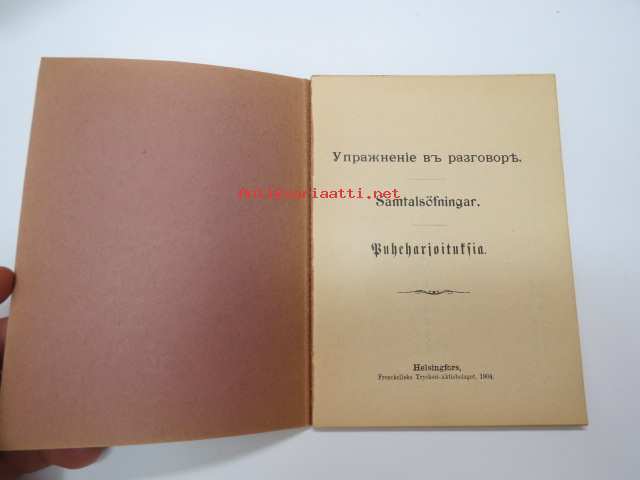 Упражненіе въ разговорѣ.
Antikvariaatti.net
Samtalsöfningar.
Puheharjoituksia.
Helsingfors,
Frenckellska Tryckeri-Aktiebolaget, 1904.